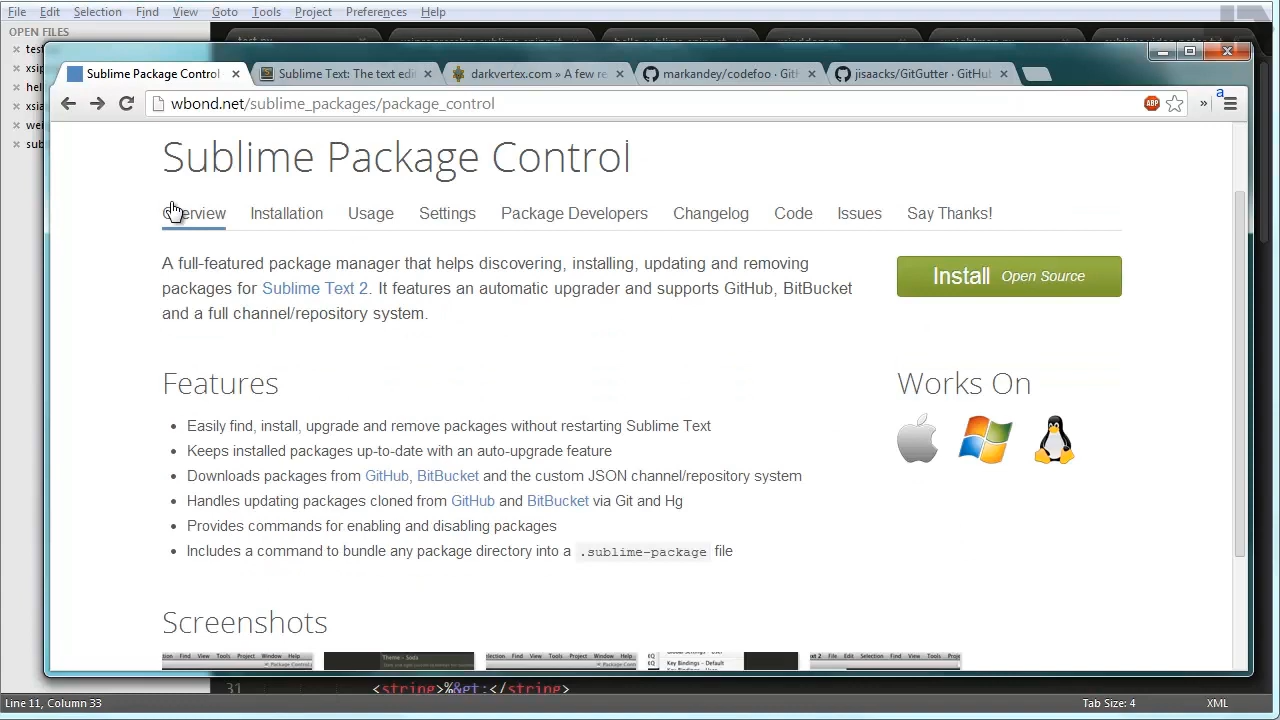 File Edit Selection Find View Goto Tools Project Preferences Help
OPEN FILES
Sublime Package Control
Sublime Text: The text edi
darkvertex.com » A few re
markandey/codefoo · GitH
jisaacks/GitGutter · GitHub
wbond.net/sublime_packages/package_control
ABP
a
Sublime Package Control
Overview Installation Usage Settings Package Developers Changelog Code Issues Say Thanks!
A full-featured package manager that helps discovering, installing, updating and removing
packages for Sublime Text 2. It features an automatic upgrader and supports GitHub, BitBucket
and a full channel/repository system.
Install Open Source
Features
Works On
Easily find, install, upgrade and remove packages without restarting Sublime Text
Keeps installed packages up-to-date with an auto-upgrade feature
Downloads packages from GitHub, BitBucket and the custom JSON channel/repository system
Handles updating packages cloned from GitHub and BitBucket via Git and Hg
Provides commands for enabling and disabling packages
Includes a command to bundle any package directory into a .sublime-package file
Screenshots
31 <string>%&gt;</string>
Line 11, Column 33
Tab Size: 4
XML